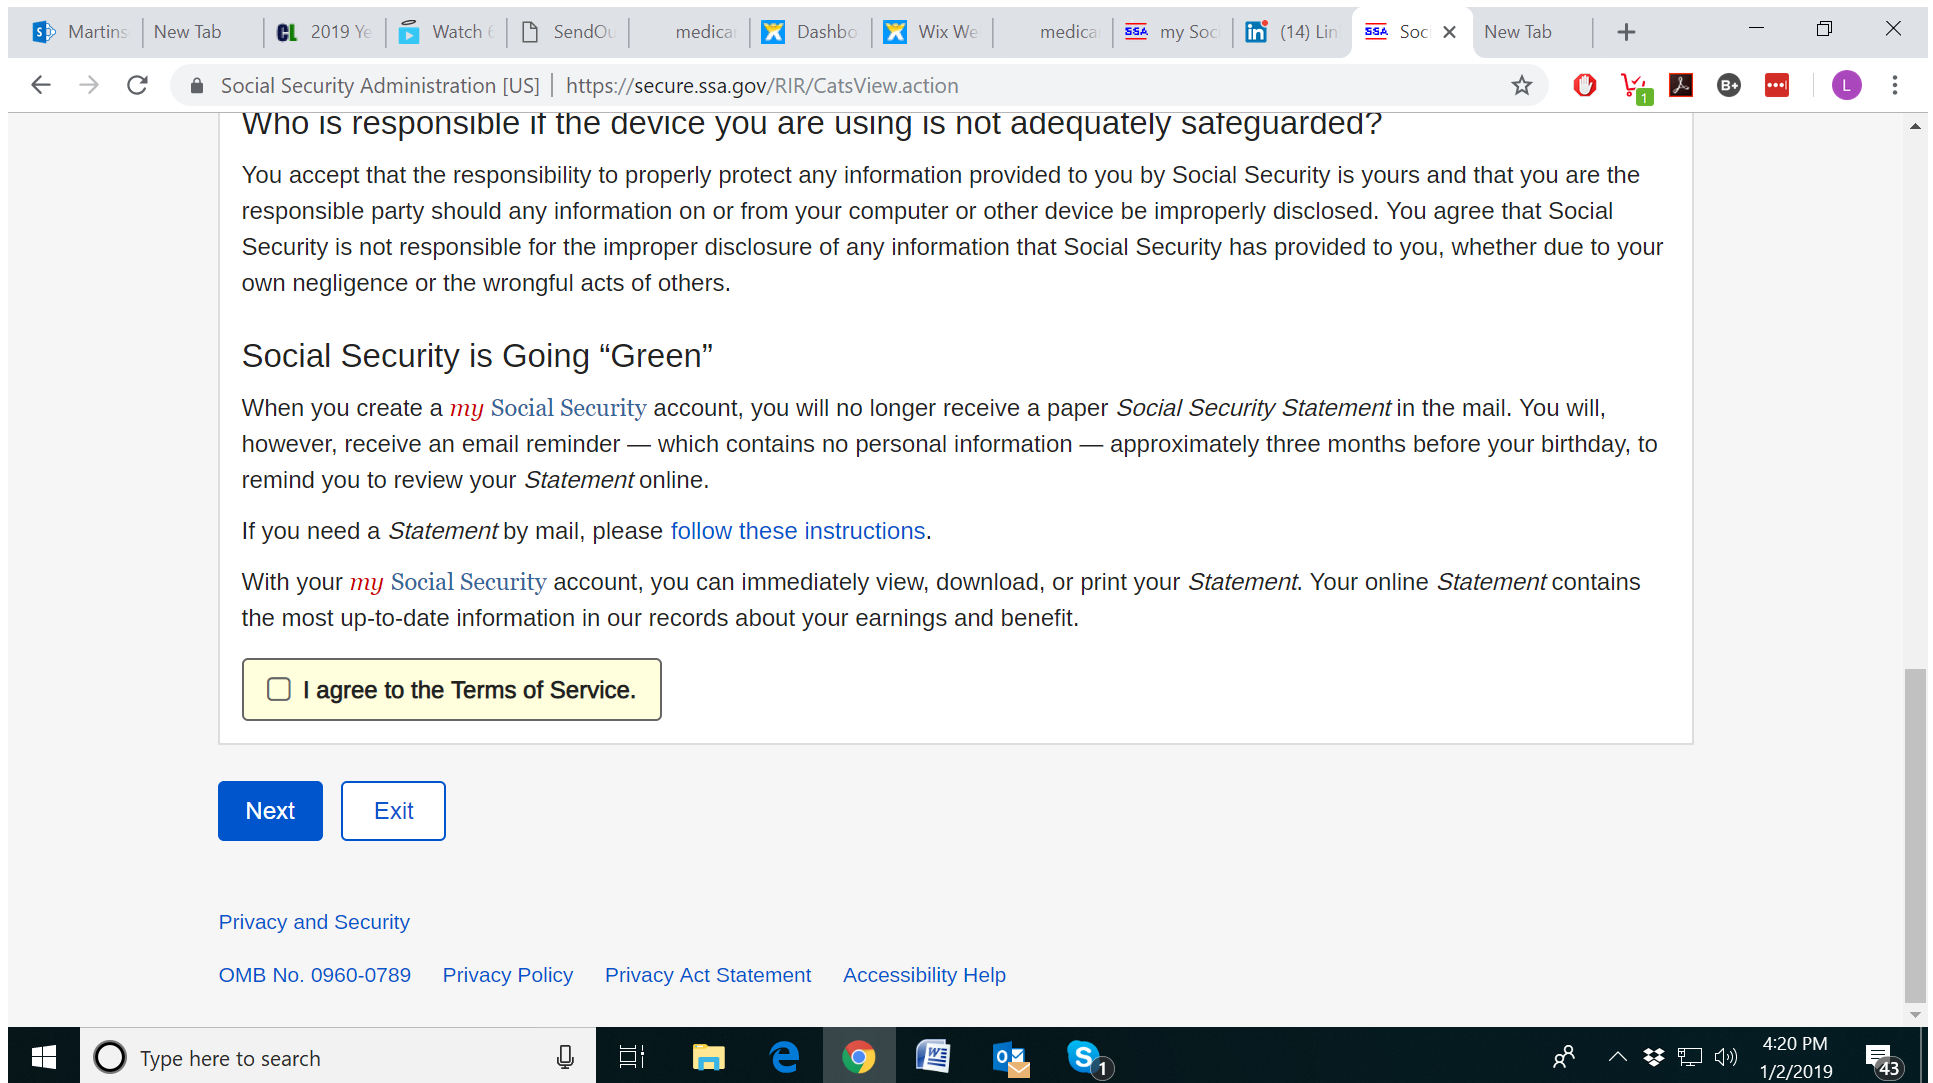 Martins New Tab CL 2019 Ye Watch SendOu medica Dashbo Wix We medica SSA my Soc in (14) Lin SSA Soc New Tab
Social Security Administration [US] | https://secure.ssa.gov/RIR/CatsView.action 1 B+ L
Who is responsible if the device you are using is not adequately safeguarded?
You accept that the responsibility to properly protect any information provided to you by Social Security is yours and that you are the
responsible party should any information on or from your computer or other device be improperly disclosed. You agree that Social
Security is not responsible for the improper disclosure of any information that Social Security has provided to you, whether due to your
own negligence or the wrongful acts of others.
Social Security is Going “Green”
When you create a my Social Security account, you will no longer receive a paper Social Security Statement in the mail. You will,
however, receive an email reminder — which contains no personal information — approximately three months before your birthday, to
remind you to review your Statement online.
If you need a Statement by mail, please follow these instructions.
With your my Social Security account, you can immediately view, download, or print your Statement. Your online Statement contains
the most up-to-date information in our records about your earnings and benefit.
I agree to the Terms of Service.
Next Exit
Privacy and Security
OMB No. 0960-0789 Privacy Policy Privacy Act Statement Accessibility Help
Type here to search 1 4:20 PM
1/2/2019 43